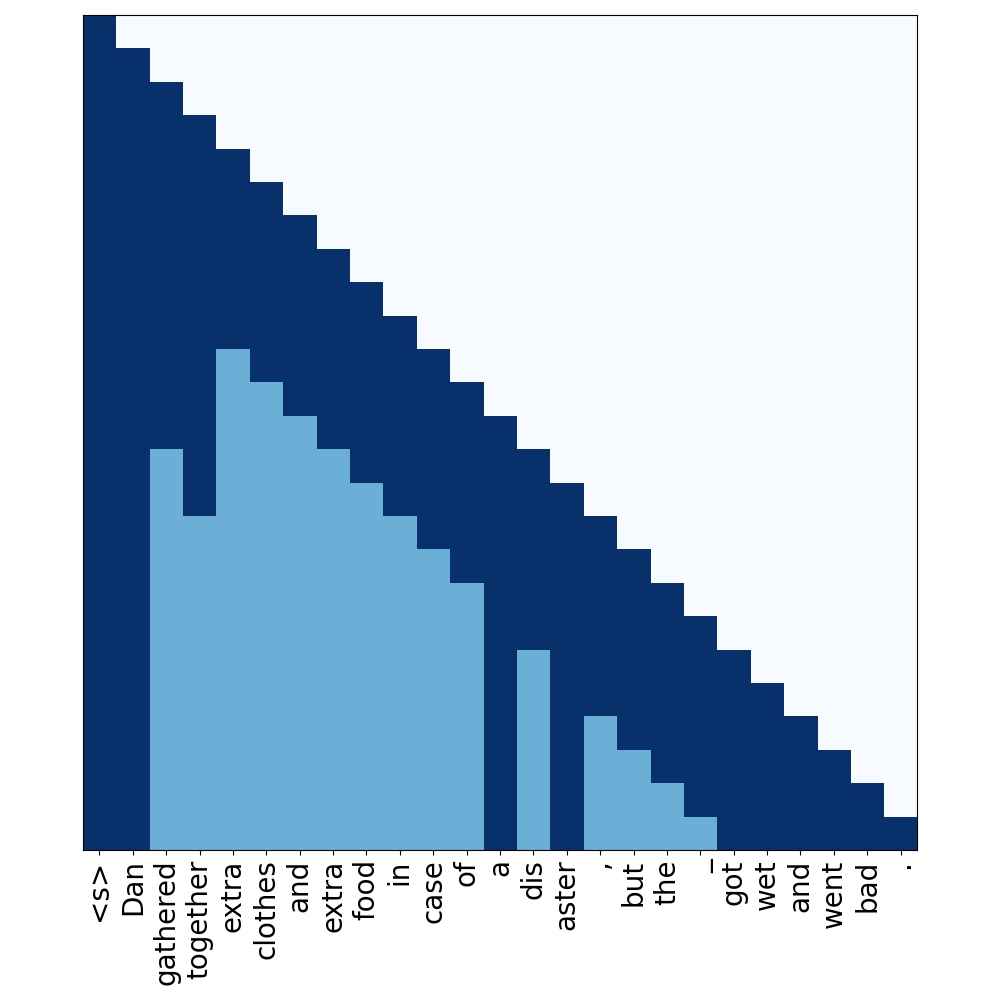 <s> Dan gathered together extra clothes and extra food in case of a dis aster , but the _ got wet and went bad .